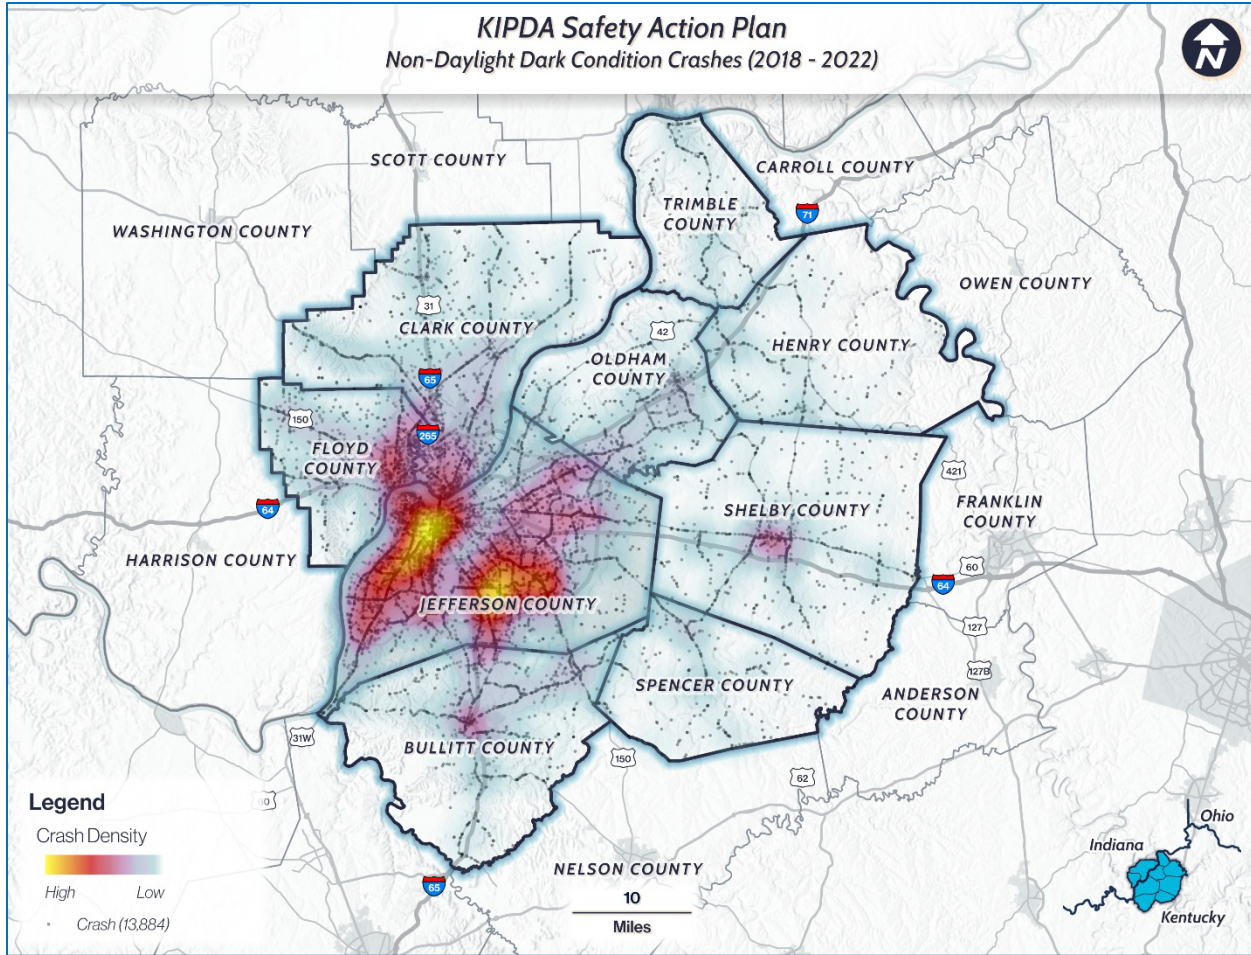 KIPDA Safety Action Plan
Non-Daylight Dark Condition Crashes (2018 - 2022)
N
SCOTT COUNTY
CARROLL COUNTY
TRIMBLE
COUNTY
71
WASHINGTON COUNTY
OWEN COUNTY
31
CLARK COUNTY
42
OLDHAM
COUNTY
HENRY COUNTY
65
150
265
FLOYD
COUNTY
421
64
SHELBY COUNTY
FRANKLIN
COUNTY
HARRISON COUNTY
60
64
JEFFERSON COUNTY
127
127B
SPENCER COUNTY
ANDERSON
COUNTY
31W
BULLITT COUNTY
150
62
Legend
Crash Density
High
Low
Crash (13,884)
65
NELSON COUNTY
10
Miles
Ohio
Indiana
Kentucky